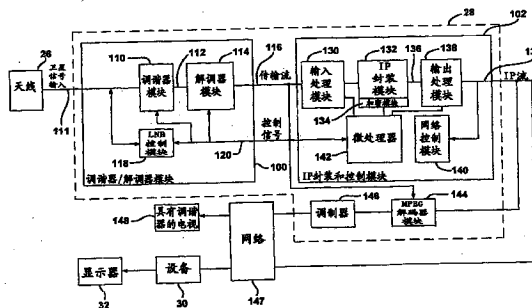 28
102
26
天线
卫星
信号
输入
111
110
调谐器
模块
112
114
解调器
模块
116
传输流
130
输入
处理
模块
132
IP
封装
模块
134
136
138
输出
处理
模块
IP流
118
LNB
控制
模块
控制
信号
120
100
调谐器/解调器模块
微处理器
142
网络
控制
模块
140
IP封装和控制模块
148
具有调谐
器的电视
146
调制器
144
MPEG
解码器
模块
网络
147
显示器
32
设备
30